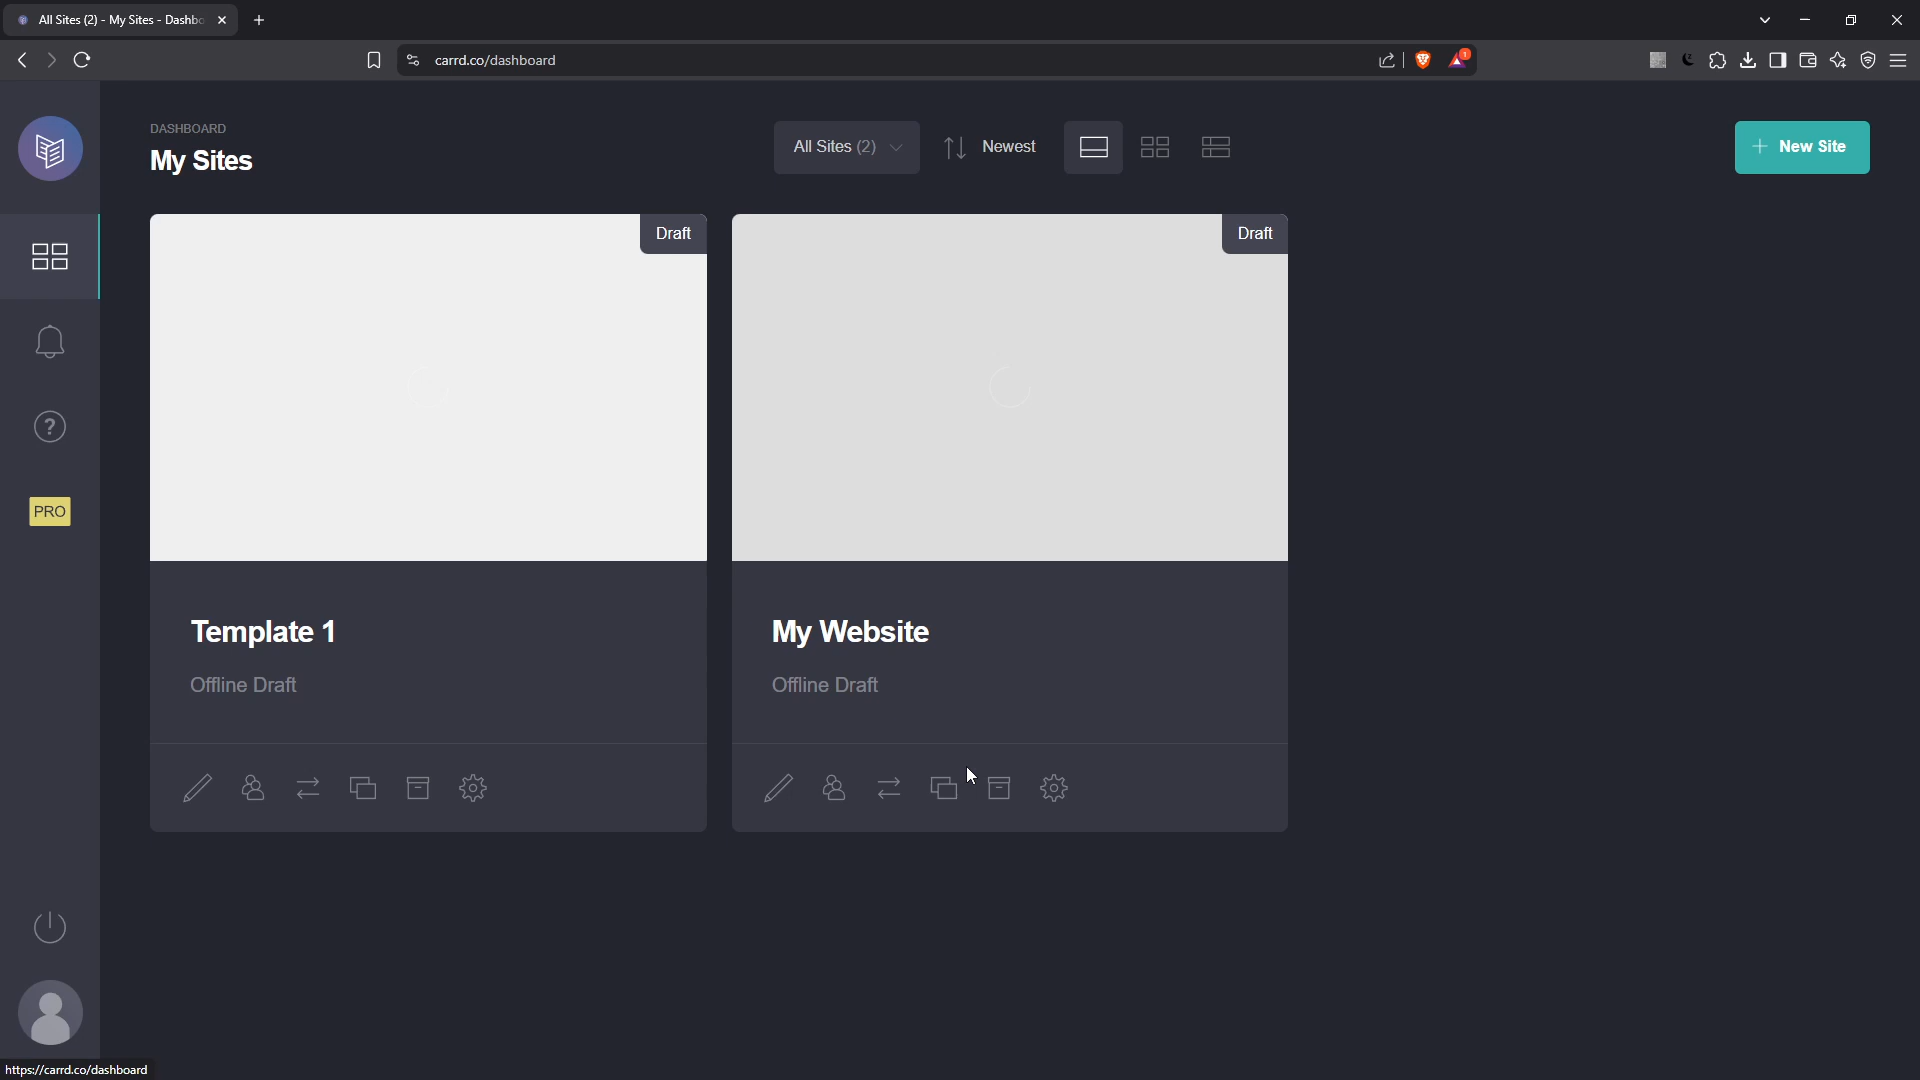 All Sites (2) - My Sites - Dashbo
carrd.co/dashboard
1
DASHBOARD
My Sites
All Sites (2)
Newest
New Site
Draft
Draft
?
PRO
Template 1
My Website
Offline Draft
Offline Draft
https://carrd.co/dashboard